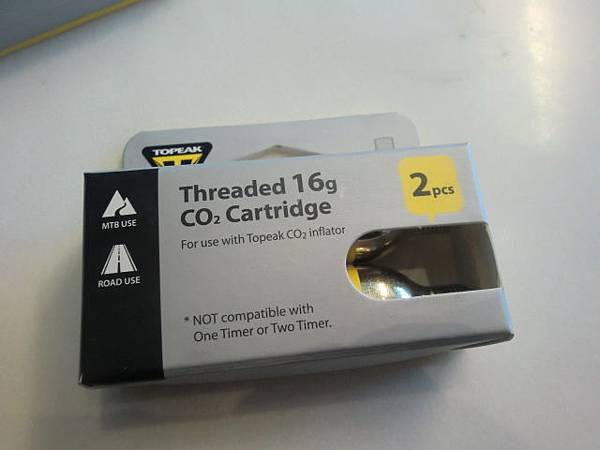 TOPEAK
Threaded 16g
CO₂ Cartridge
For use with Topeak CO₂ inflator
2pcs
MTB USE
ROAD USE
* NOT compatible with
One Timer or Two Timer.